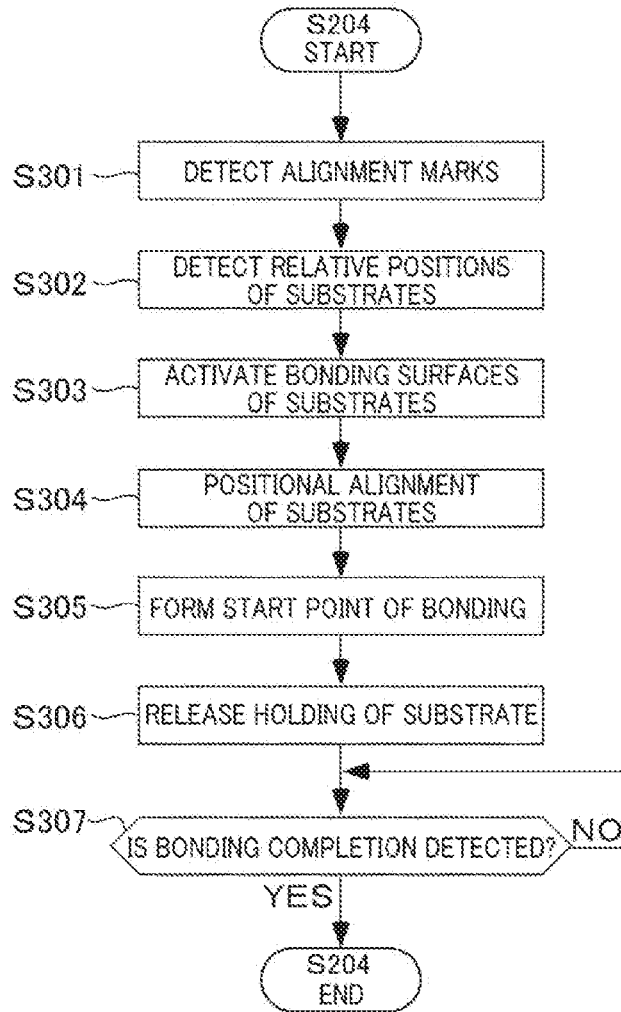 S204
START
S301
DETECT ALIGNMENT MARKS
S302
DETECT RELATIVE POSITIONS
OF SUBSTRATES
S303
ACTIVATE BONDING SURFACES
OF SUBSTRATES
S304
POSITIONAL ALIGNMENT
OF SUBSTRATES
S305
FORM START POINT OF BONDING
S306
RELEASE HOLDING OF SUBSTRATE
S307
IS BONDING COMPLETION DETECTED?
NO
YES
S204
END